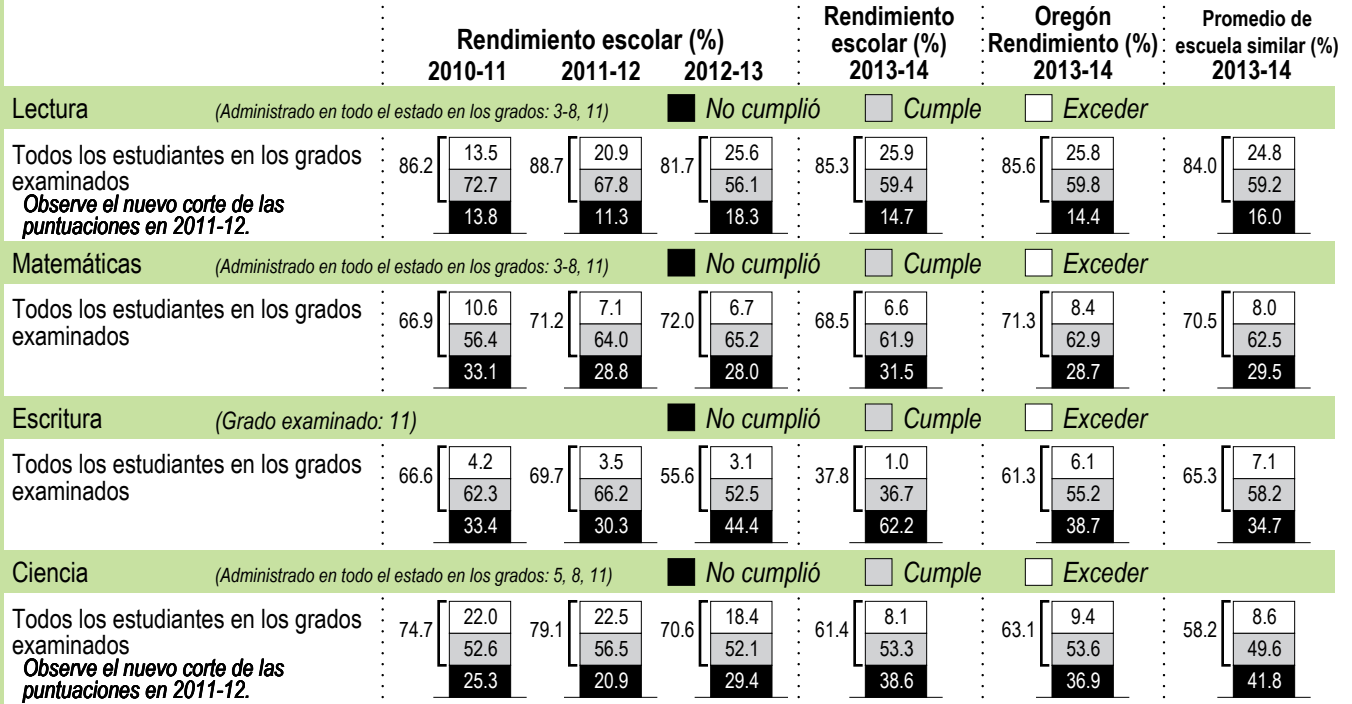 Rendimiento escolar (%)
2010-11 2011-12 2012-13
Rendimiento
escolar (%)
2013-14
Oregón
Rendimiento (%)
2013-14
Promedio de
escuela similar (%)
2013-14
Lectura (Administrado en todo el estado en los grados: 3-8, 11) No cumplió Cumple Exceder
Todos los estudiantes en los grados
examinados
Observe el nuevo corte de las
puntuaciones en 2011-12.
86.2 13.5 72.7 13.8
88.7 20.9 67.8 11.3
81.7 25.6 56.1 18.3
85.3 25.9 59.4 14.7
85.6 25.8 59.8 14.4
84.0 24.8 59.2 16.0
Matemáticas (Administrado en todo el estado en los grados: 3-8, 11) No cumplió Cumple Exceder
Todos los estudiantes en los grados
examinados
66.9 10.6 56.4 33.1
71.2 7.1 64.0 28.8
72.0 6.7 65.2 28.0
68.5 6.6 61.9 31.5
71.3 8.4 62.9 28.7
70.5 8.0 62.5 29.5
Escritura (Grado examinado: 11) No cumplió Cumple Exceder
Todos los estudiantes en los grados
examinados
66.6 4.2 62.3 33.4
69.7 3.5 66.2 30.3
55.6 3.1 52.5 44.4
37.8 1.0 36.7 62.2
61.3 6.1 55.2 38.7
65.3 7.1 58.2 34.7
Ciencia (Administrado en todo el estado en los grados: 5, 8, 11) No cumplió Cumple Exceder
Todos los estudiantes en los grados
examinados
Observe el nuevo corte de las
puntuaciones en 2011-12.
74.7 22.0 52.6 25.3
79.1 22.5 56.5 20.9
70.6 18.4 52.1 29.4
61.4 8.1 53.3 38.6
63.1 9.4 53.6 36.9
58.2 8.6 49.6 41.8